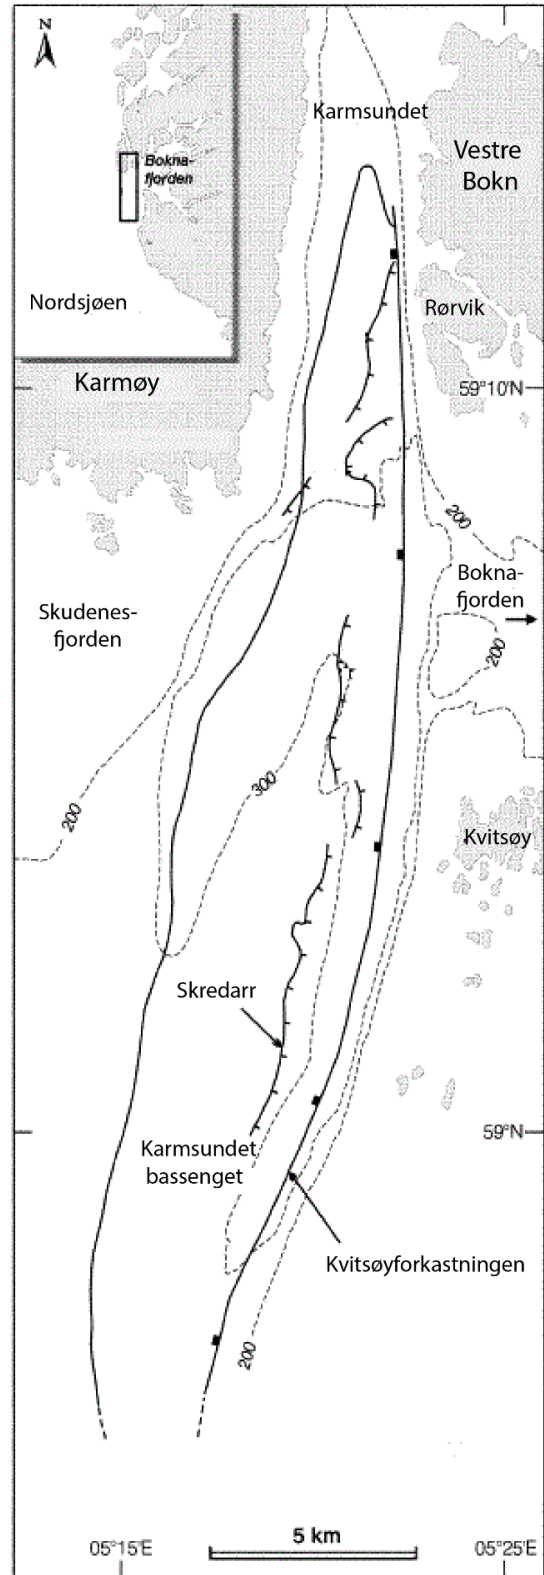 N
Bokna-
fjorden
Nordsjøen
Karmsundet
Vestre
Bokn
Rørvik
Karmøy
59°10'N
200
Bokna-
fjorden
Skudenes-
fjorden
200
300
200
Kvitsøy
Skredarr
59°N
Karmsundet
bassenget
Kvitsøyforkastningen
200
5 km
05°15'E
05°25'E